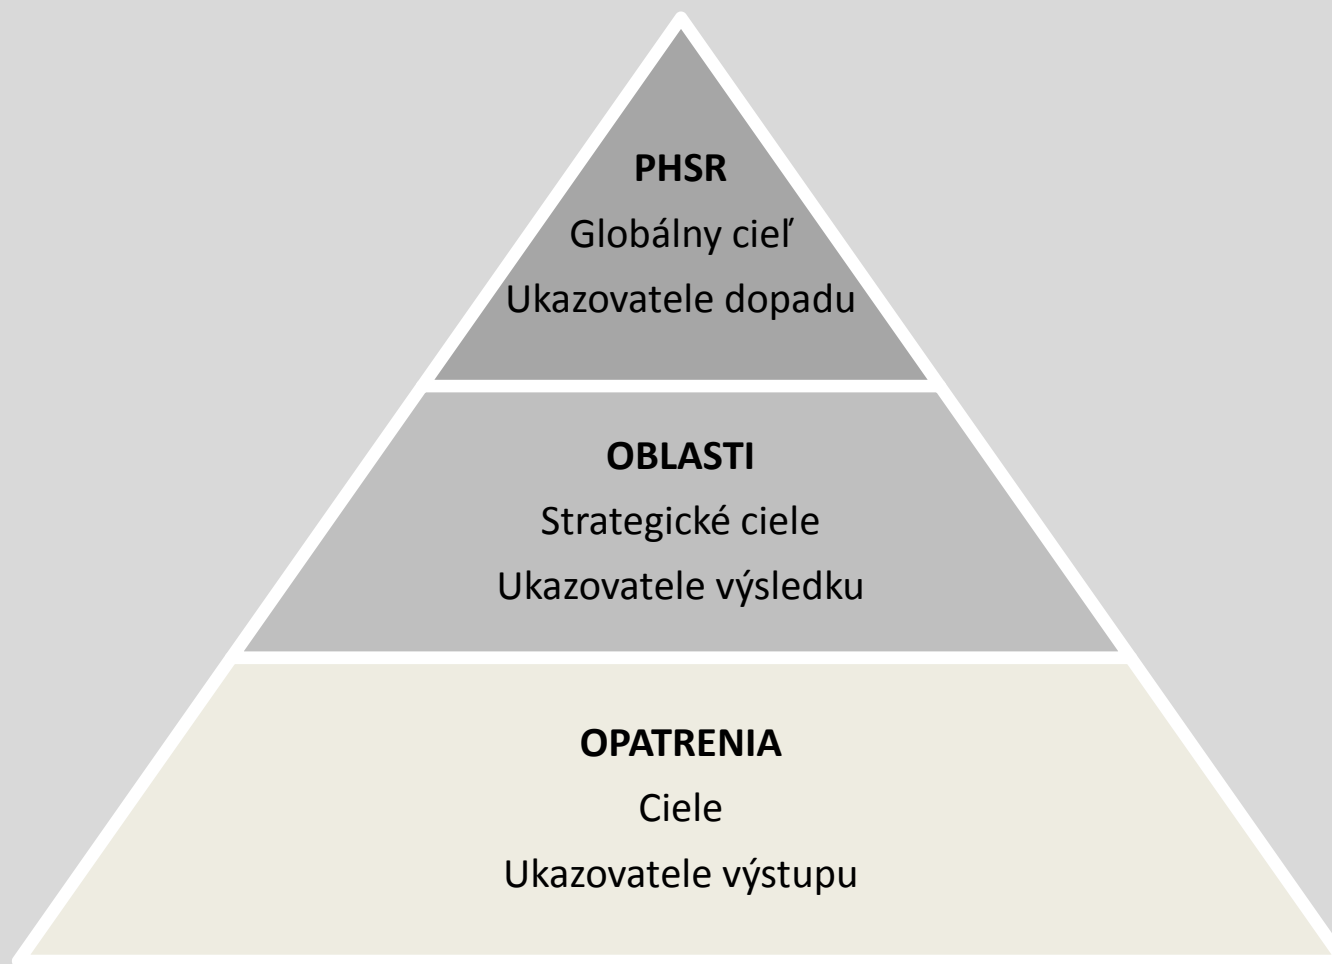 PHSR
Globálny cieľ
Ukazovatele dopadu
OBLASTI
Strategické ciele
Ukazovatele výsledku
OPATRENIA
Ciele
Ukazovatele výstupu